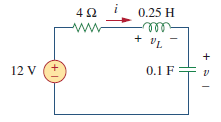 4 Ω
i
0.25 H
+ v_L −
12 V
+
−
0.1 F
+
v
−